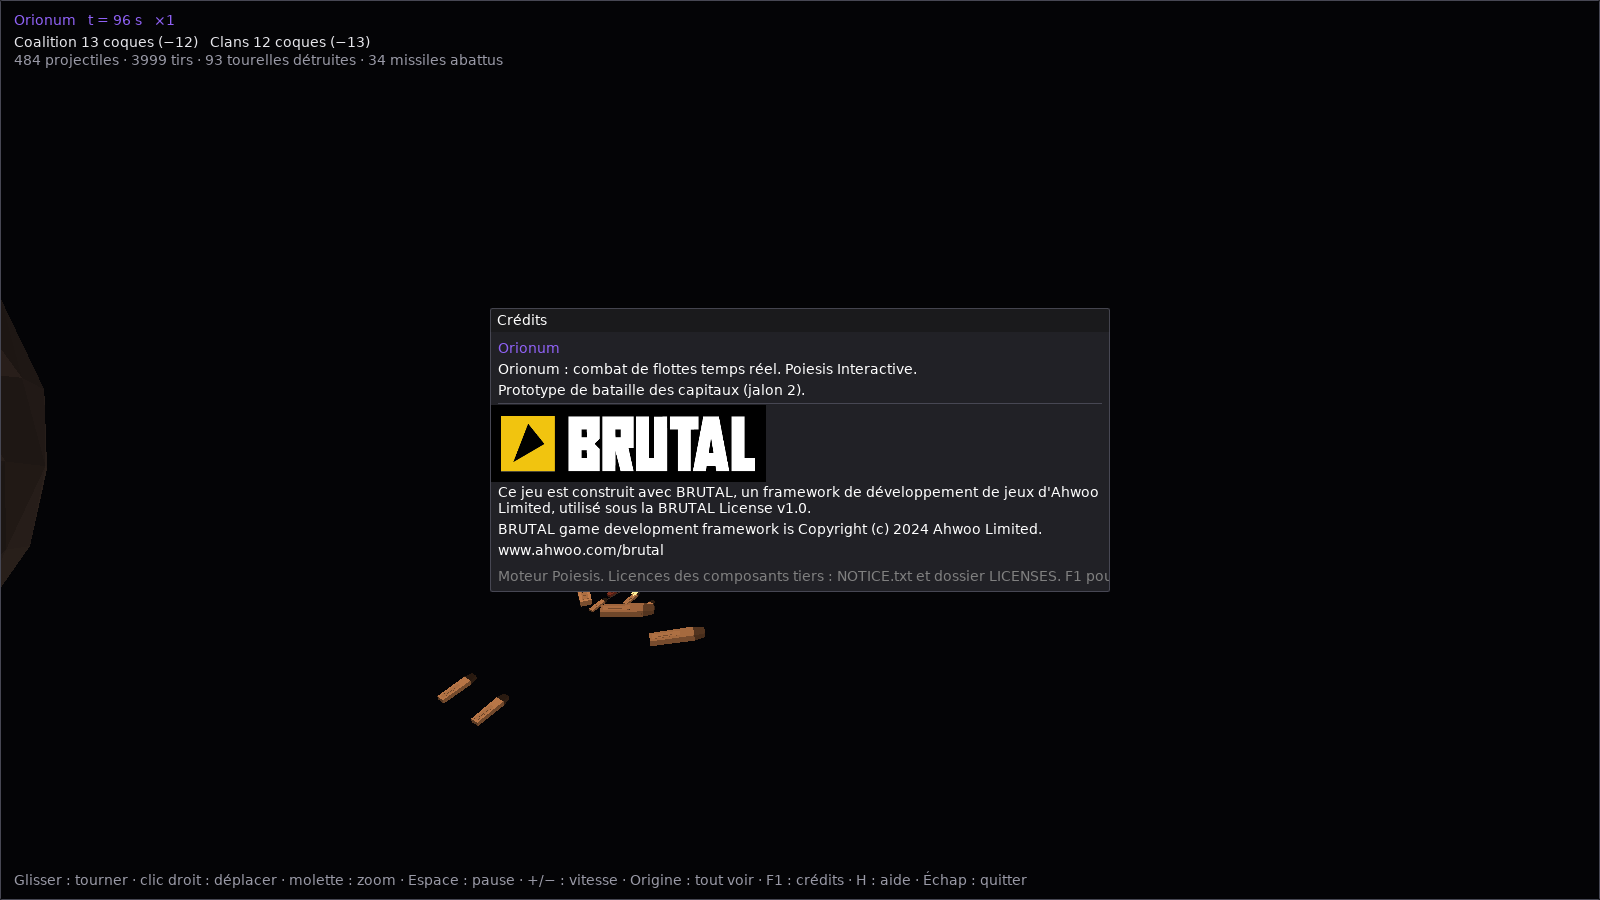 Orionum t = 96 s ×1
Coalition 13 coques (−12) Clans 12 coques (−13)
484 projectiles · 3999 tirs · 93 tourelles détruites · 34 missiles abattus
Crédits
Orionum
Orionum : combat de flottes temps réel. Poiesis Interactive.
Prototype de bataille des capitaux (jalon 2).
BRUTAL
Ce jeu est construit avec BRUTAL, un framework de développement de jeux d'Ahwoo
Limited, utilisé sous la BRUTAL License v1.0.
BRUTAL game development framework is Copyright (c) 2024 Ahwoo Limited.
www.ahwoo.com/brutal
Moteur Poiesis. Licences des composants tiers : NOTICE.txt et dossier LICENSES. F1
Glisser : tourner · clic droit : déplacer · molette : zoom · Espace : pause · +/− : vitesse · Origine : tout voir · F1 : crédits · H : aide · Échap : quitter